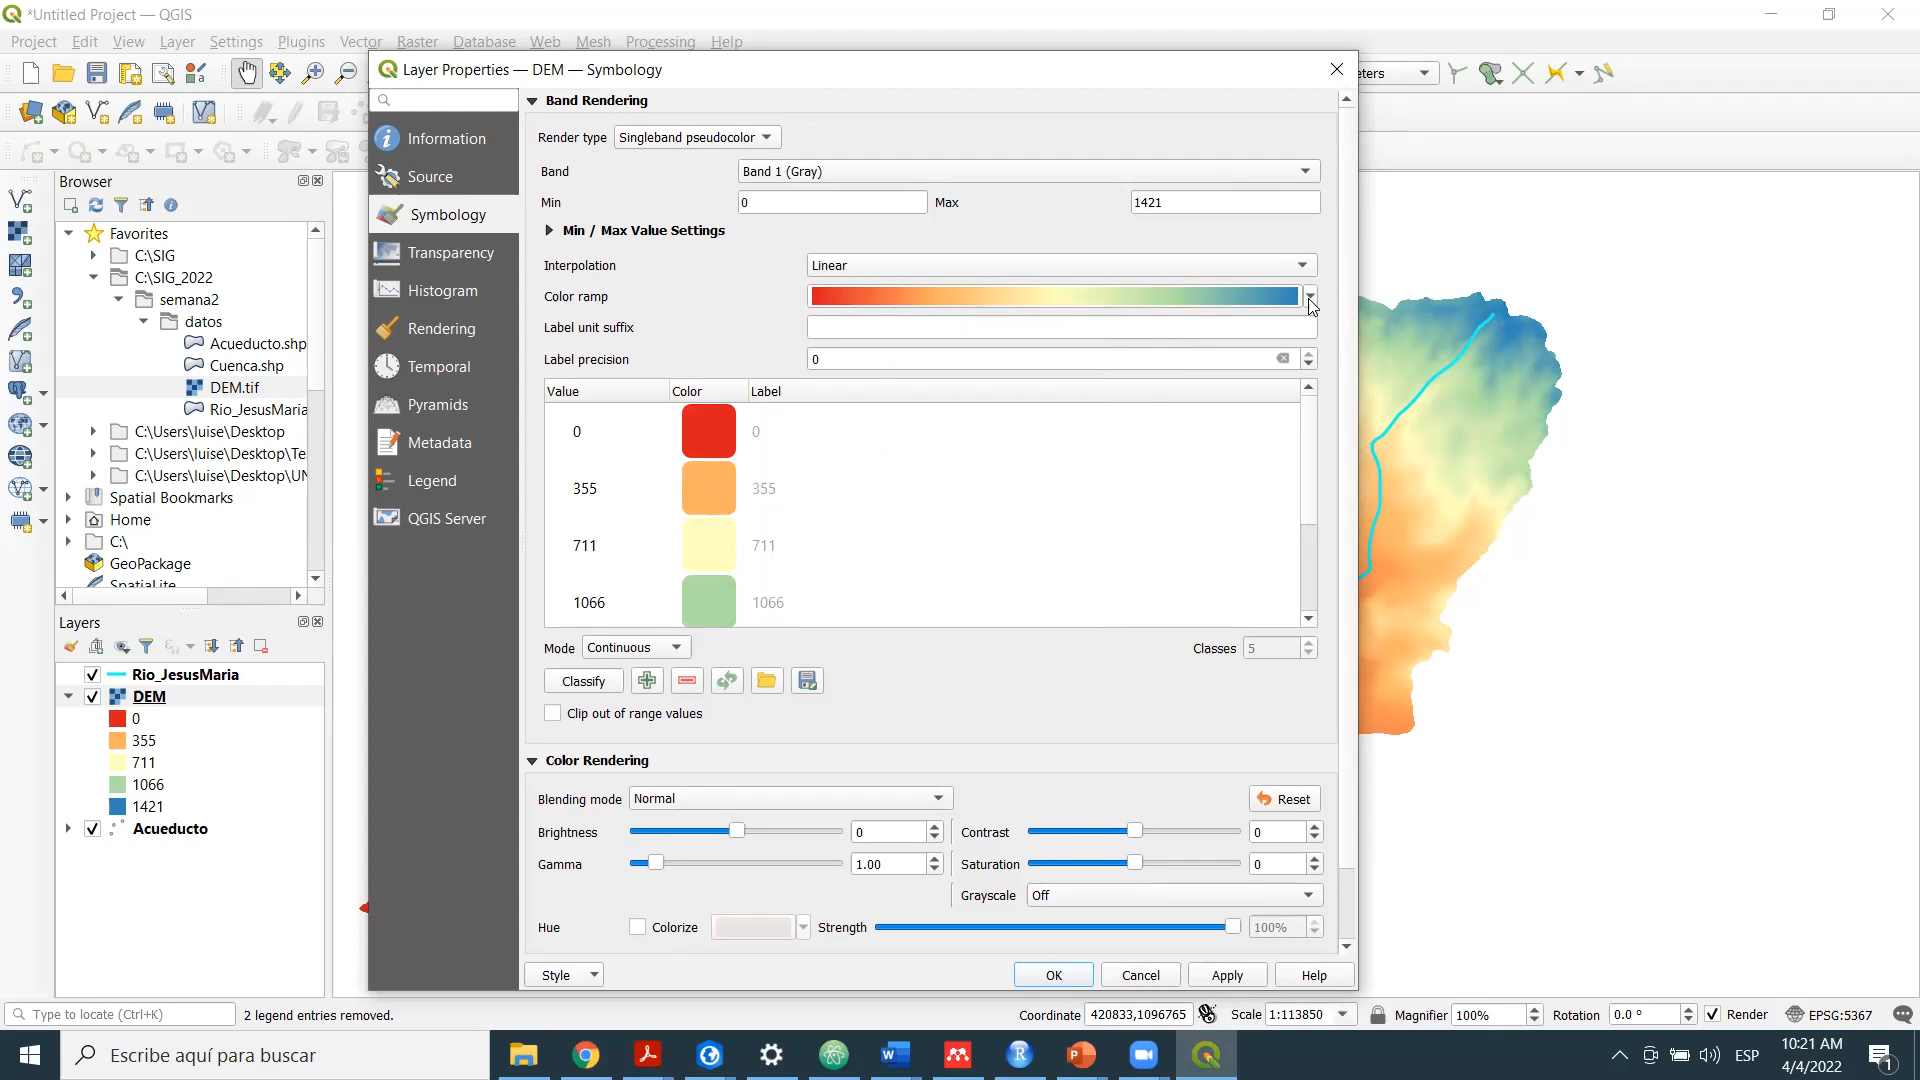 *Untitled Project — QGIS
Project Edit View Layer Settings Plugins Vector Raster Database Web Mesh Processing Help
Layer Properties — DEM — Symbology
Information
Source
Symbology
Transparency
Histogram
Rendering
Temporal
Pyramids
Metadata
Legend
QGIS Server
Band Rendering
Render type Singleband pseudocolor
Band Band 1 (Gray)
Min 0 Max 1421
Min / Max Value Settings
Interpolation Linear
Color ramp
Label unit suffix
Label precision 0
Value Color Label
0 0
355 355
711 711
1066 1066
Mode Continuous Classes 5
Classify
Clip out of range values
Color Rendering
Blending mode Normal Reset
Brightness 0 Contrast 0
Gamma 1.00 Saturation 0
Grayscale Off
Hue Colorize Strength 100%
Style OK Cancel Apply Help
Browser
Favorites
C:\SIG
C:\SIG_2022
semana2
datos
Acueducto.shp
Cuenca.shp
DEM.tif
Rio_JesusMaria
C:\Users\luise\Desktop
C:\Users\luise\Desktop\Te
C:\Users\luise\Desktop\UN
Spatial Bookmarks
Home
C:\
GeoPackage
SpatiaLite
Layers
Rio_JesusMaria
DEM
0
355
711
1066
1421
Acueducto
eters
Type to locate (Ctrl+K) 2 legend entries removed. Coordinate 420833,1096765 Scale 1:113850 Magnifier 100% Rotation 0.0 ° Render EPSG:5367
Escribe aquí para buscar
ESP
10:21 AM
4/4/2022
1